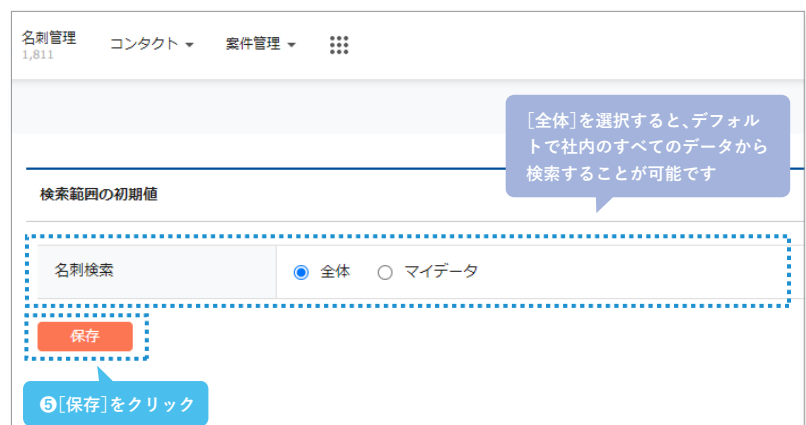 名刺管理 コンタクト 案件管理
1,811
[全体]を選択すると、デフォル
トで社内のすべてのデータから
検索することが可能です
検索範囲の初期値
名刺検索 全体 マイデータ
保存
❺[保存]をクリック